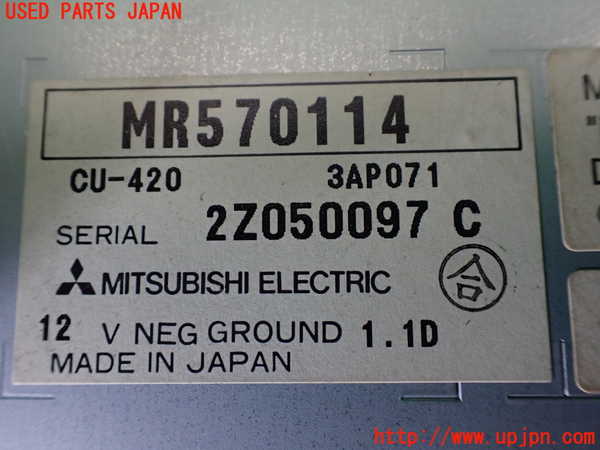 USED PARTS JAPAN
MR570114
CU-420 3AP071
SERIAL 2Z050097 C
MITSUBISHI ELECTRIC 合
12 V NEG GROUND 1.1D
MADE IN JAPAN
http://www.upjpn.com